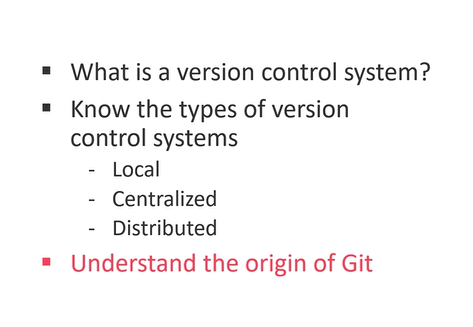 ▪ What is a version control system?
▪ Know the types of version
control systems
- Local
- Centralized
- Distributed
▪ Understand the origin of Git